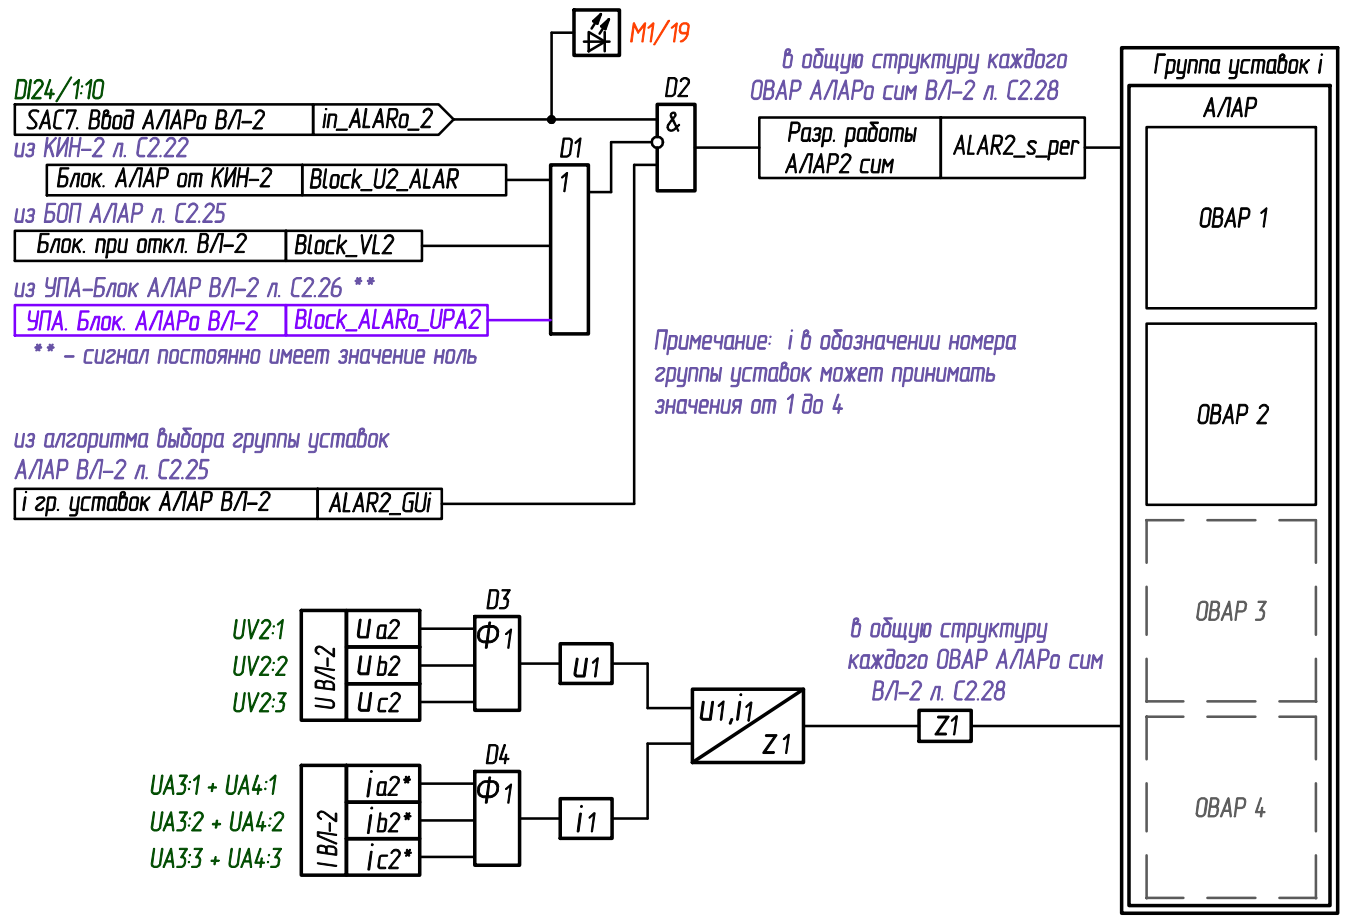 M1/19
DI24/1:10
SAC7. Ввод АЛАРо ВЛ-2 in_ALARo_2
из КИН-2 л. С2.22
Блок. АЛАР от КИН-2 Block_U2_ALAR
из БОП АЛАР л. С2.25
Блок. при откл. ВЛ-2 Block_VL2
из УПА-Блок АЛАР ВЛ-2 л. С2.26 **
УПА. Блок. АЛАРо ВЛ-2 Block_ALARo_UPA2
** - сигнал постоянно имеет значение ноль
D1
1
D2
&
в общую структуру каждого
ОВАР АЛАРо сим ВЛ-2 л. С2.28
Разр. работы
АЛАР2 сим
ALAR2_s_per
Примечание: i в обозначении номера
группы уставок может принимать
значения от 1 до 4
из алгоритма выбора группы уставок
АЛАР ВЛ-2 л. С2.25
i гр. уставок АЛАР ВЛ-2 ALAR2_GUi
Группа уставок i
АЛАР
ОВАР 1
ОВАР 2
ОВАР 3
ОВАР 4
UV2:1
UV2:2
UV2:3
U ВЛ-2
U a2
U b2
U c2
D3
Ф 1
u1
UA3:1 + UA4:1
UA3:2 + UA4:2
UA3:3 + UA4:3
I ВЛ-2
i a2*
i b2*
i c2*
D4
Ф 1
i1
u1,i1
Z1
в общую структуру
каждого ОВАР АЛАРо сим
ВЛ-2 л. С2.28
Z1